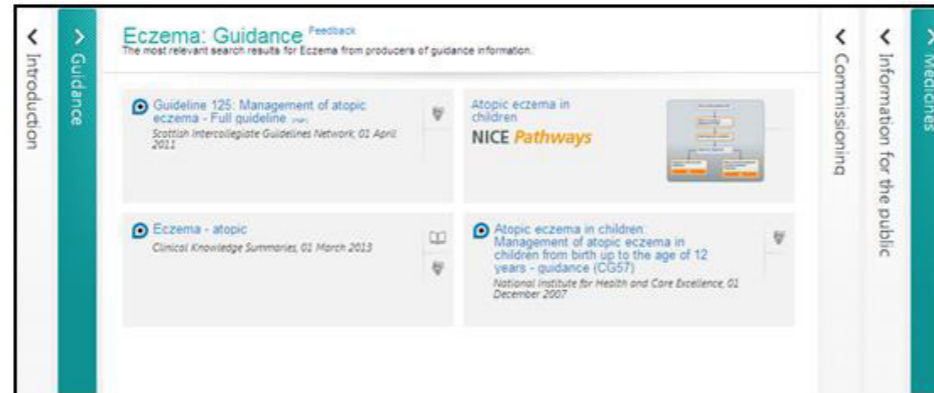 Introduction
Guidance
Eczema: Guidance Feedback
The most relevant search results for Eczema from producers of guidance information.
Guideline 125: Management of atopic
eczema - Full guideline
Scottish Intercollegiate Guidelines Network, 01 April
2011
Atopic eczema in
children
NICE Pathways
Eczema - atopic
Clinical Knowledge Summaries, 01 March 2013
Atopic eczema in children:
Management of atopic eczema in
children from birth up to the age of 12
years - guidance (CG57)
National Institute for Health and Care Excellence, 01
December 2007
Commissioning
Information for the public
Medicines